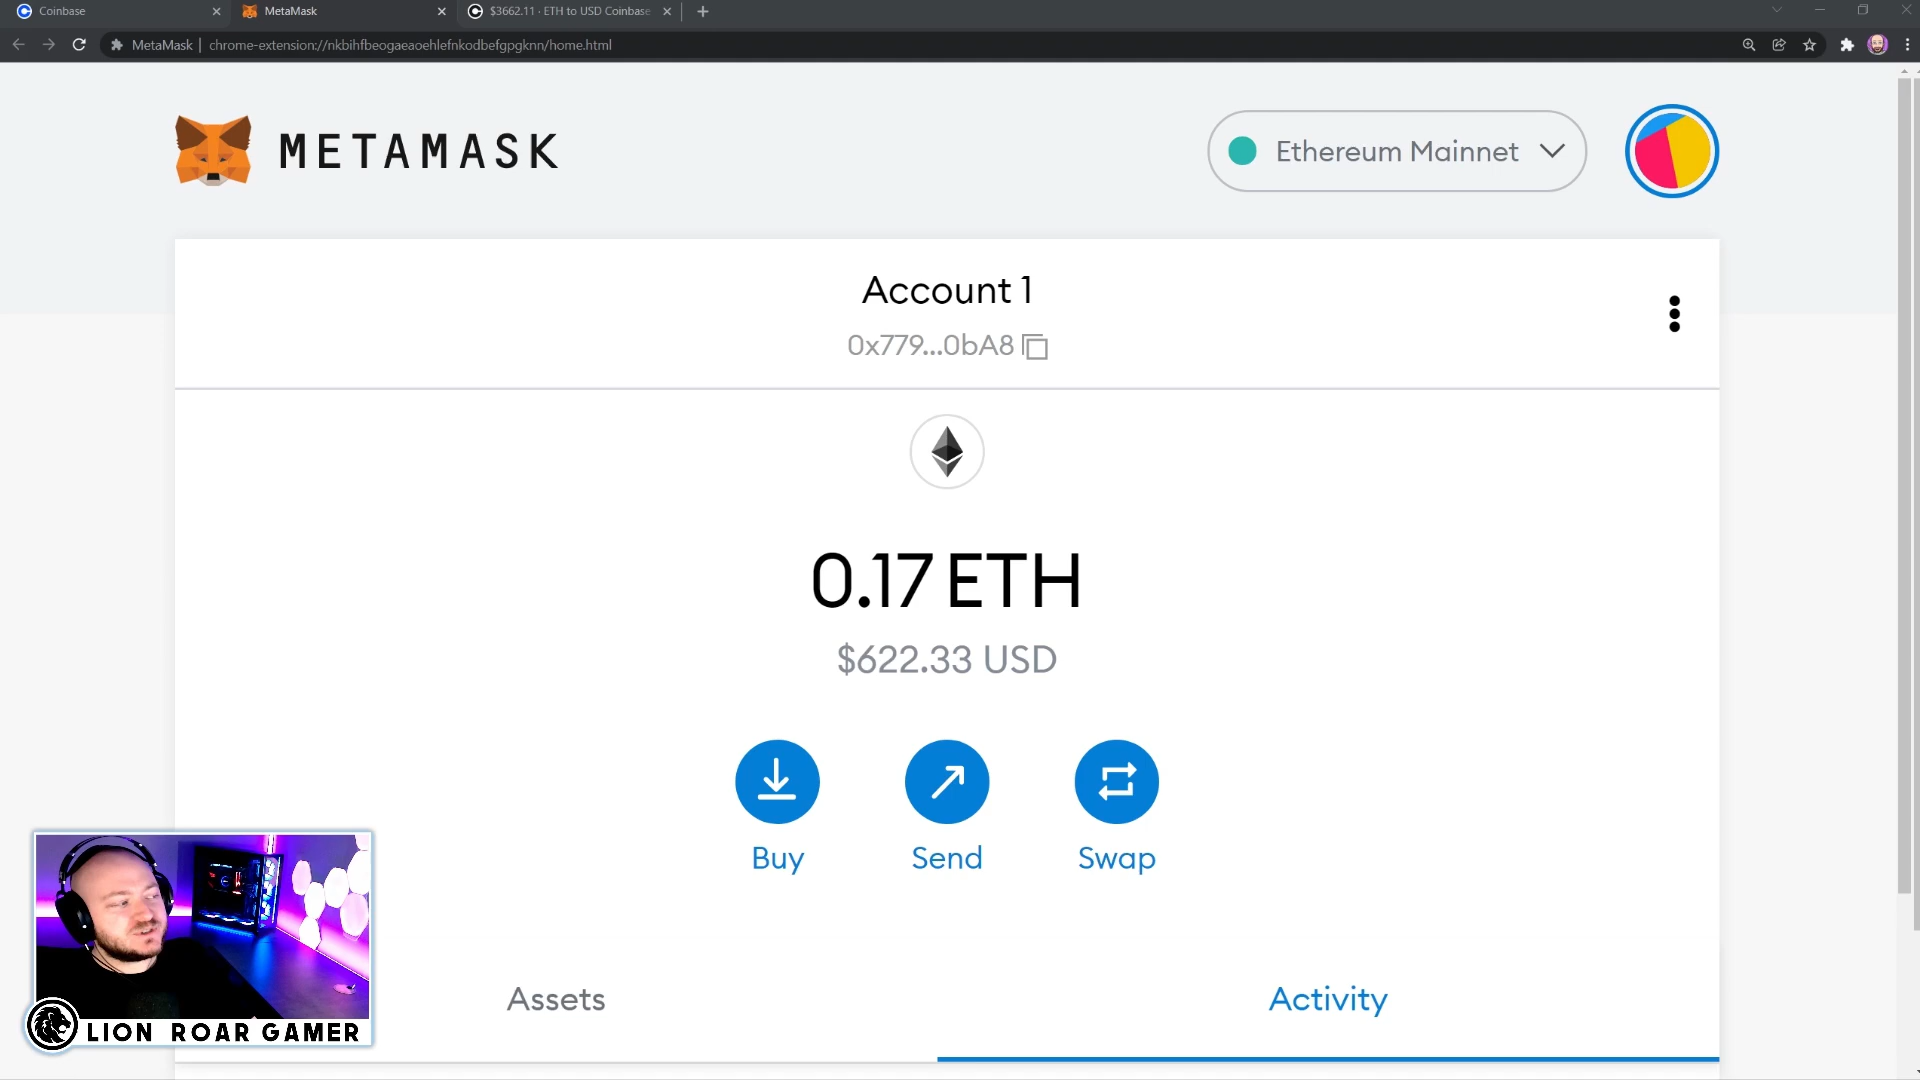 Coinbase
MetaMask
$3662.11 · ETH to USD Coinbase
MetaMask
chrome-extension://nkbihfbeogaeaoehlefnkodbefgpgknn/home.html
METAMASK
Ethereum Mainnet
Account 1
0x779...0bA8
0.17 ETH
$622.33 USD
Buy
Send
Swap
Assets
Activity
LION ROAR GAMER